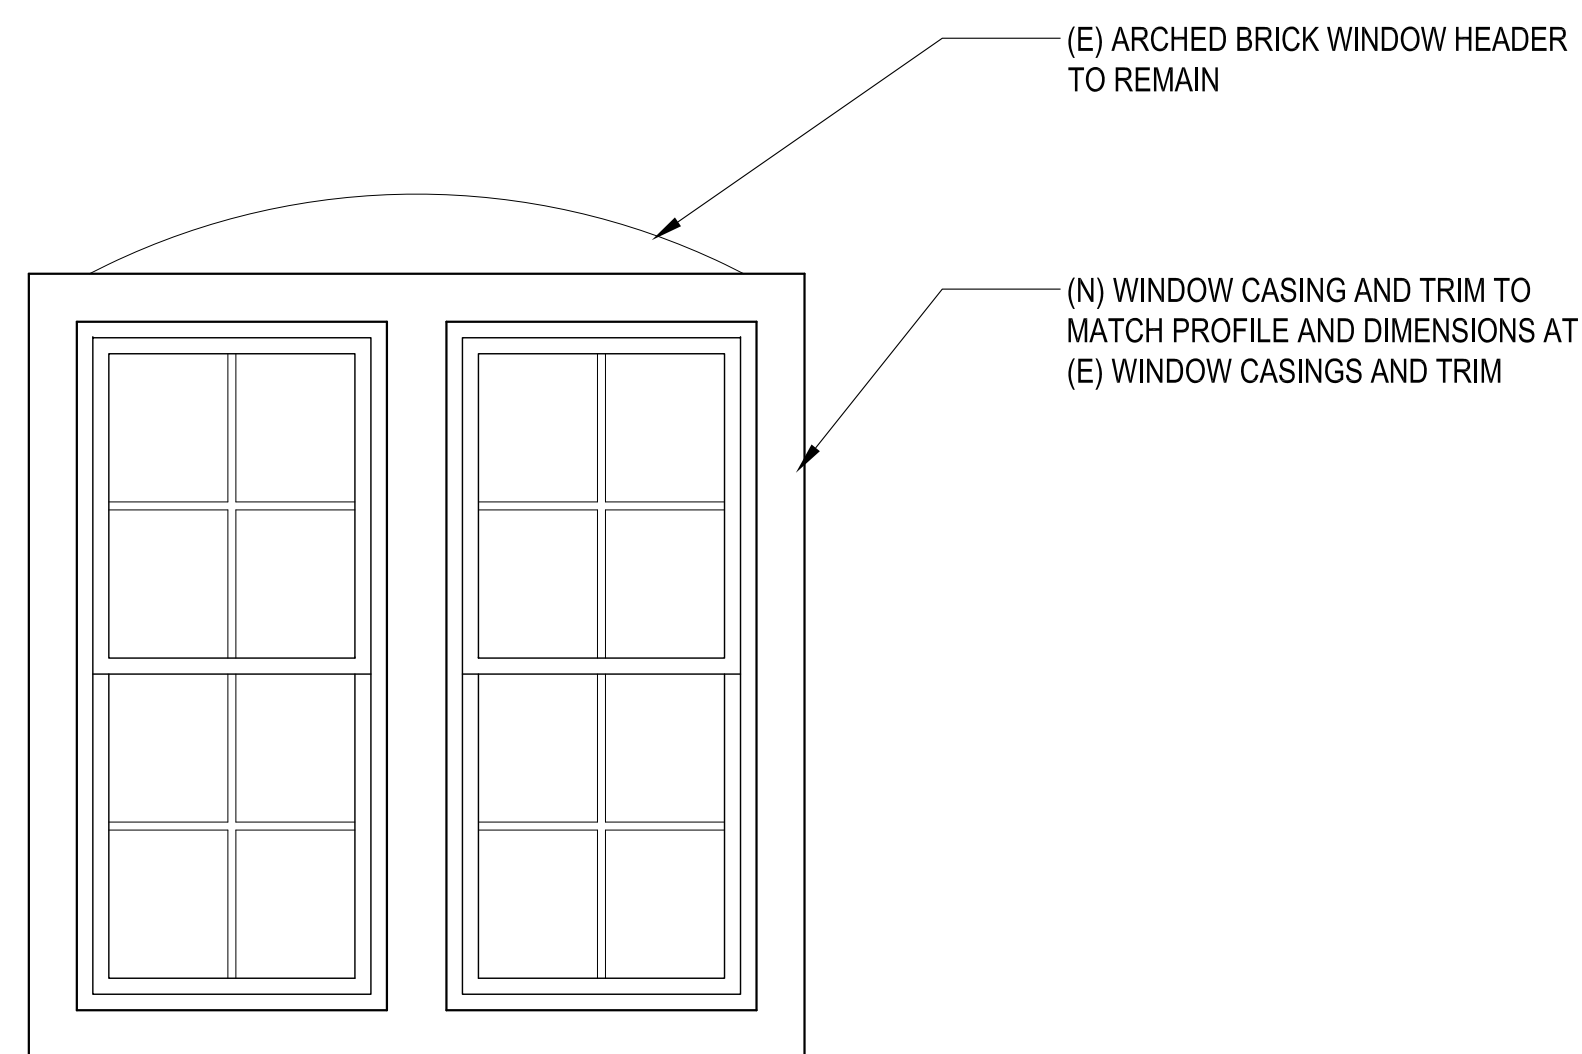 (E) ARCHED BRICK WINDOW HEADER
TO REMAIN
(N) WINDOW CASING AND TRIM TO
MATCH PROFILE AND DIMENSIONS AT
(E) WINDOW CASINGS AND TRIM